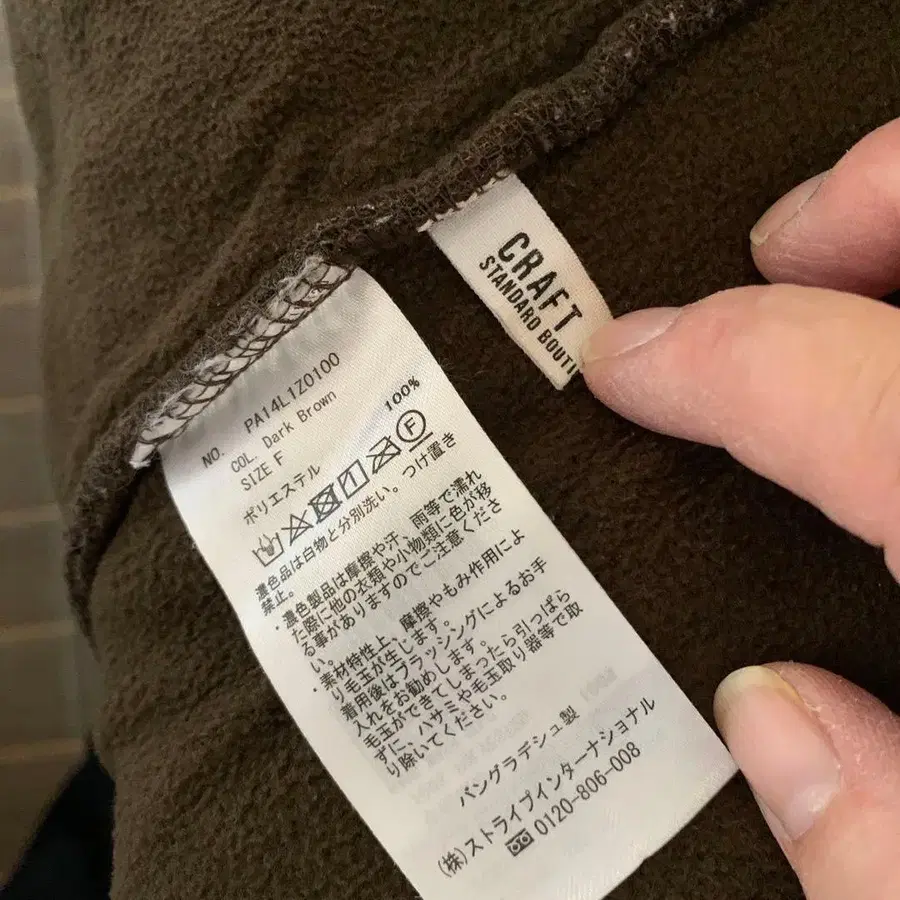 CRAFT
STANDARD BOUTI
NO. PA14L1Z0100
COL. Dark Brown
SIZE F
ポリエステル 100%
濃色品は白物と分別洗い。つけ置き
禁止。
・濃色製品は摩擦や汗、雨等で濡れ
た際に他の衣類や小物類に色が移
る事がありますのでご注意くださ
い。
・素材特性上、摩擦やもみ作用によ
り毛玉が生じます。
着用後はブラッシングによるお手
入れをお勧めします。
毛玉ができてしまったら引っぱら
ずに、ハサミや毛玉取り器等で取
り除いてください。
バングラデシュ製
(株)ストライプインターナショナル
0120-806-008